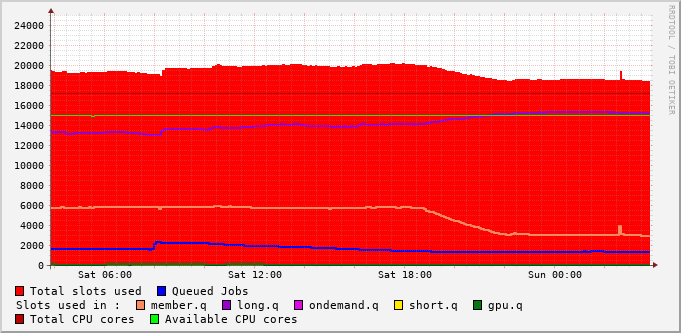 RRDTOOL / TOBI OETIKER
24000
22000
20000
18000
16000
14000
12000
10000
8000
6000
4000
2000
0
Sat 06:00 Sat 12:00 Sat 18:00 Sun 00:00
Total slots used Queued Jobs
Slots used in : member.q long.q ondemand.q short.q gpu.q
Total CPU cores Available CPU cores